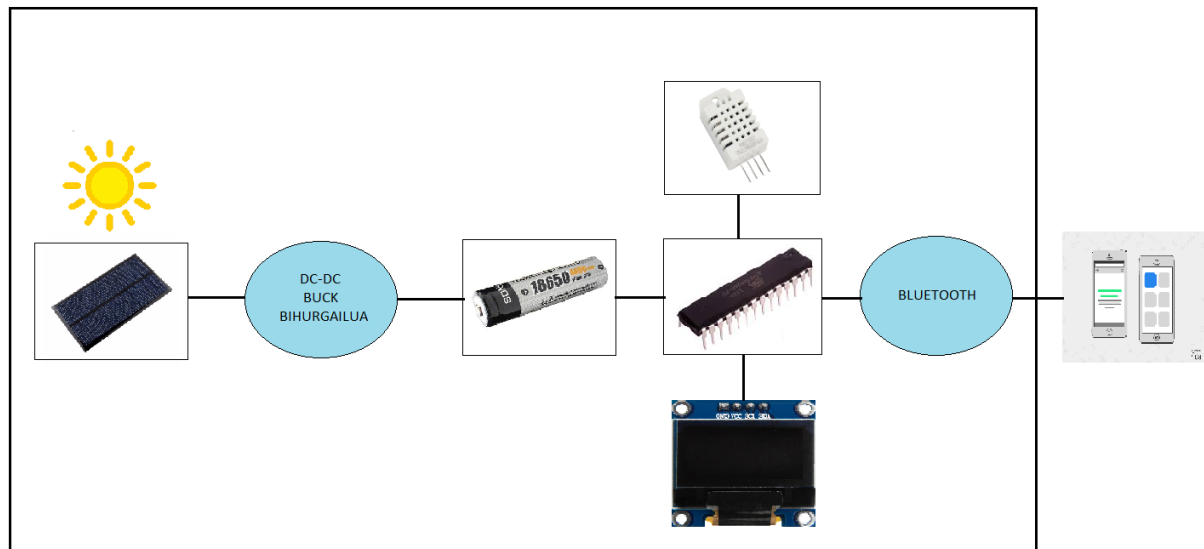 DC-DC
BUCK
BIHURGAILUA
18650
GND VCC SCL SDA
BLUETOOTH